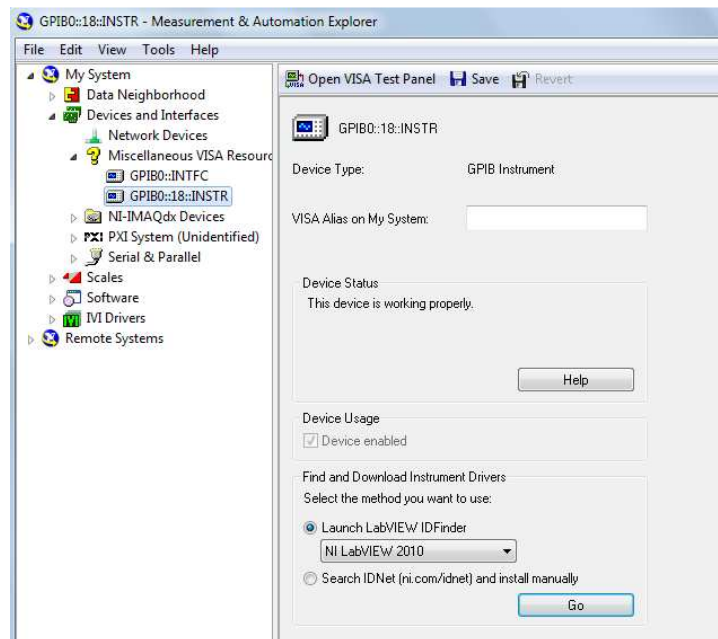 GPIB0::18::INSTR - Measurement & Automation Explorer
File Edit View Tools Help
My System
Data Neighborhood
Devices and Interfaces
Network Devices
Miscellaneous VISA Resourc
GPIB0::INTFC
GPIB0::18::INSTR
NI-IMAQdx Devices
PXI PXI System (Unidentified)
Serial & Parallel
Scales
Software
IVI IVI Drivers
Remote Systems
VISA Open VISA Test Panel Save Revert
GPIB0::18::INSTR
Device Type: GPIB Instrument
VISA Alias on My System:
Device Status
This device is working properly.
Help
Device Usage
Device enabled
Find and Download Instrument Drivers
Select the method you want to use:
Launch LabVIEW IDFinder
NI LabVIEW 2010
Search IDNet (ni.com/idnet) and install manually
Go